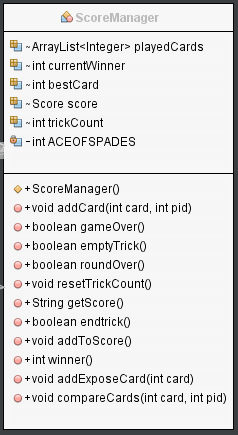 ScoreManager
~ArrayList<Integer> playedCards
~int currentWinner
~int bestCard
~Score score
~int trickCount
-int ACEOFSPADES
+ScoreManager()
+void addCard(int card, int pid)
+boolean gameOver()
+boolean emptyTrick()
+boolean roundOver()
+void resetTrickCount()
+String getScore()
+boolean endtrick()
+void addToScore()
+int winner()
+void addExposeCard(int card)
+void compareCards(int card, int pid)